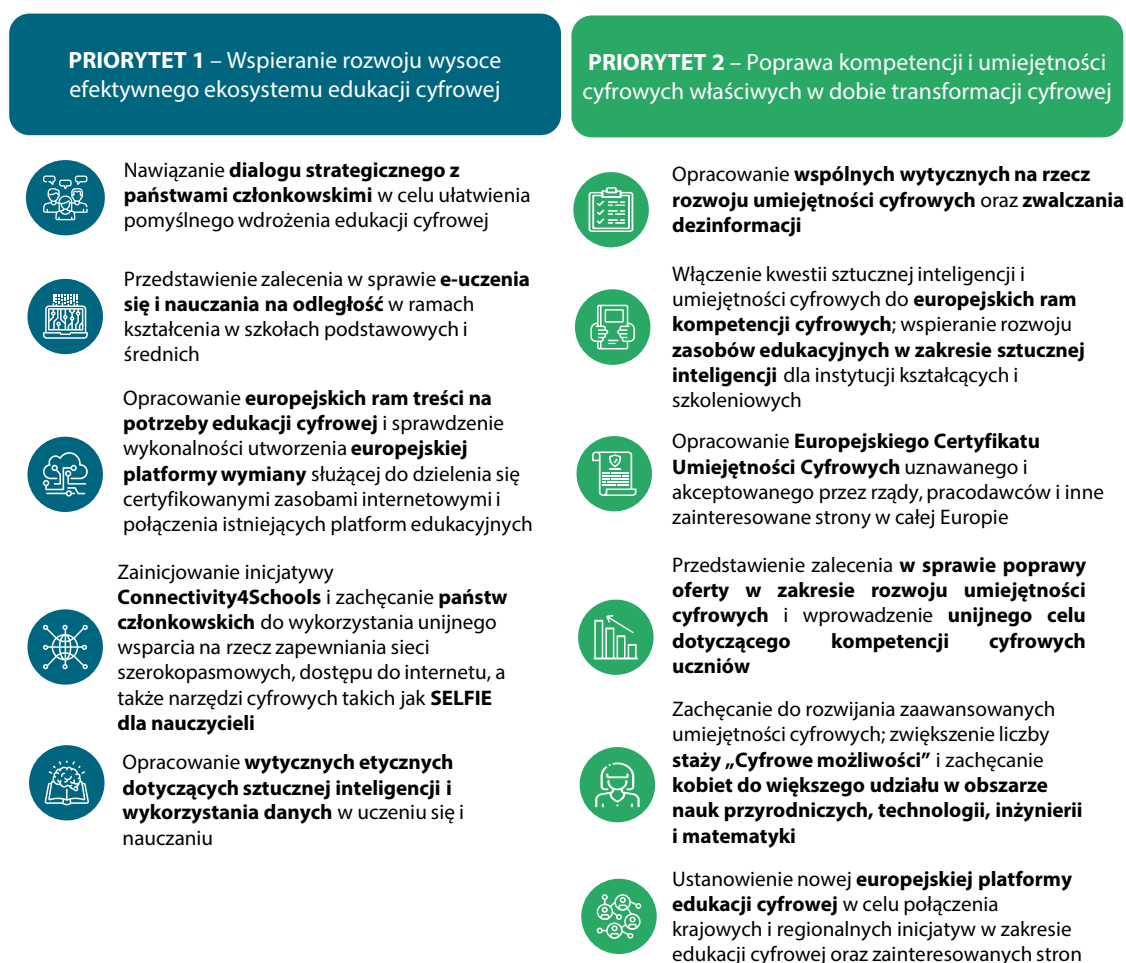 PRIORYTET 1 – Wspieranie rozwoju wysoce
efektywnego ekosystemu edukacji cyfrowej
Nawiązanie dialogu strategicznego z
państwami członkowskimi w celu ułatwienia
pomyślnego wdrożenia edukacji cyfrowej
Przedstawienie zalecenia w sprawie e-uczenia
się i nauczania na odległość w ramach
kształcenia w szkołach podstawowych i
średnich
Opracowanie europejskich ram treści na
potrzeby edukacji cyfrowej i sprawdzenie
wykonalności utworzenia europejskiej
platformy wymiany służącej do dzielenia się
certyfikowanymi zasobami internetowymi i
połączenia istniejących platform edukacyjnych
Zainicjowanie inicjatywy
Connectivity4Schools i zachęcanie państw
członkowskich do wykorzystania unijnego
wsparcia na rzecz zapewniania sieci
szerokopasmowych, dostępu do internetu, a
także narzędzi cyfrowych takich jak SELFIE
dla nauczycieli
Opracowanie wytycznych etycznych
dotyczących sztucznej inteligencji i
wykorzystania danych w uczeniu się i
nauczaniu
PRIORYTET 2 – Poprawa kompetencji i umiejętności
cyfrowych właściwych w dobie transformacji cyfrowej
Opracowanie wspólnych wytycznych na rzecz
rozwoju umiejętności cyfrowych oraz zwalczania
dezinformacji
Włączenie kwestii sztucznej inteligencji i
umiejętności cyfrowych do europejskich ram
kompetencji cyfrowych; wspieranie rozwoju
zasobów edukacyjnych w zakresie sztucznej
inteligencji dla instytucji kształcących i
szkoleniowych
Opracowanie Europejskiego Certyfikatu
Umiejętności Cyfrowych uznawanego i
akceptowanego przez rządy, pracodawców i inne
zainteresowane strony w całej Europie
Przedstawienie zalecenia w sprawie poprawy
oferty w zakresie rozwoju umiejętności
cyfrowych i wprowadzenie unijnego celu
dotyczącego kompetencji cyfrowych
uczniów
Zachęcanie do rozwijania zaawansowanych
umiejętności cyfrowych; zwiększenie liczby
staży „Cyfrowe możliwości” i zachęcanie
kobiet do większego udziału w obszarze
nauk przyrodniczych, technologii, inżynierii
i matematyki
Ustanowienie nowej europejskiej platformy
edukacji cyfrowej w celu połączenia
krajowych i regionalnych inicjatyw w zakresie
edukacji cyfrowej oraz zainteresowanych stron